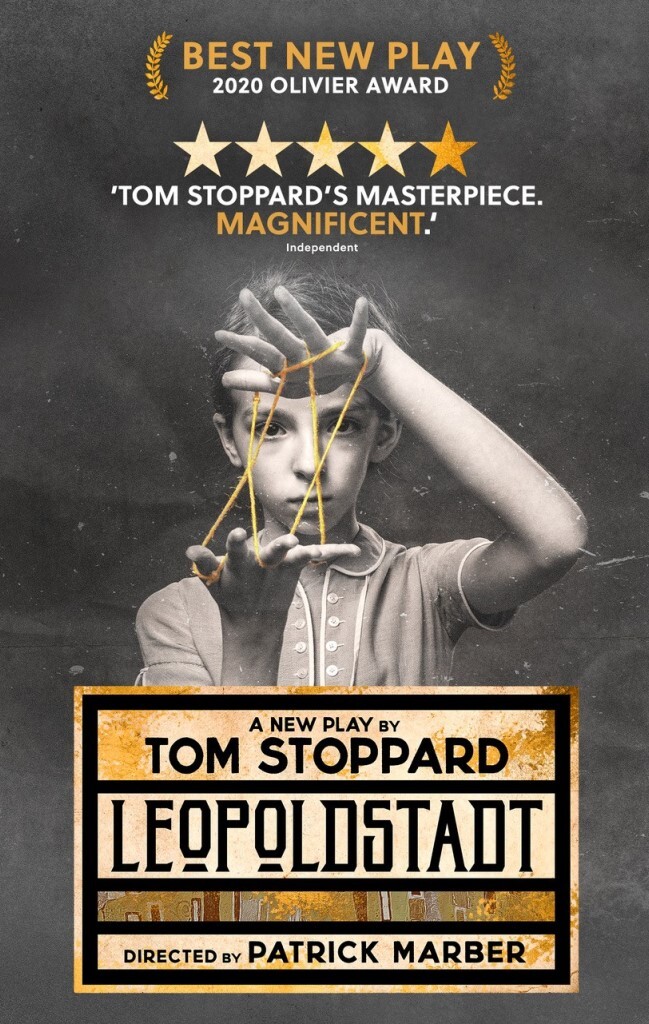 BEST NEW PLAY
2020 OLIVIER AWARD
'TOM STOPPARD'S MASTERPIECE.
MAGNIFICENT.'
Independent
A NEW PLAY BY
TOM STOPPARD
LEOPOLDSTADT
DIRECTED BY PATRICK MARBER